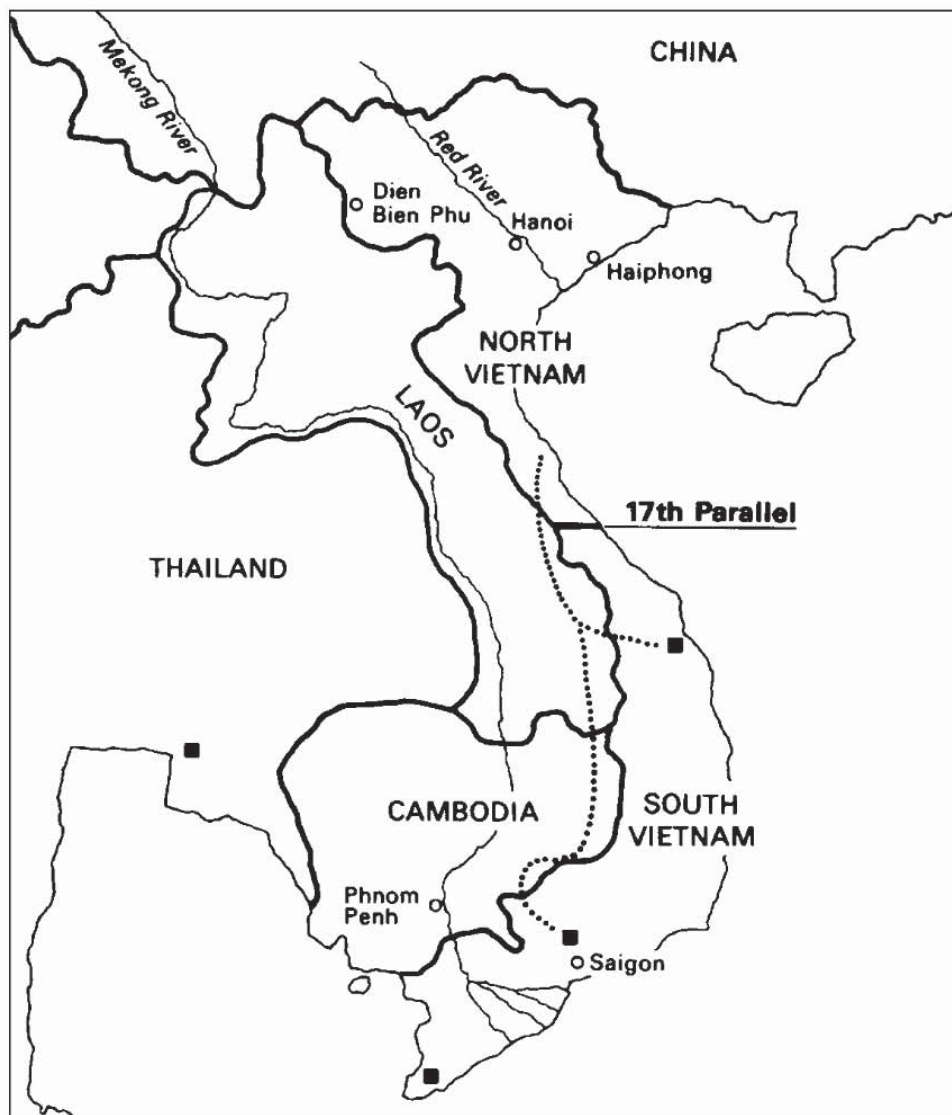 CHINA
Mekong River
Red River
Dien
Bien Phu
Hanoi
Haiphong
NORTH
VIETNAM
LAOS
17th Parallel
THAILAND
CAMBODIA
SOUTH
VIETNAM
Phnom
Penh
Saigon